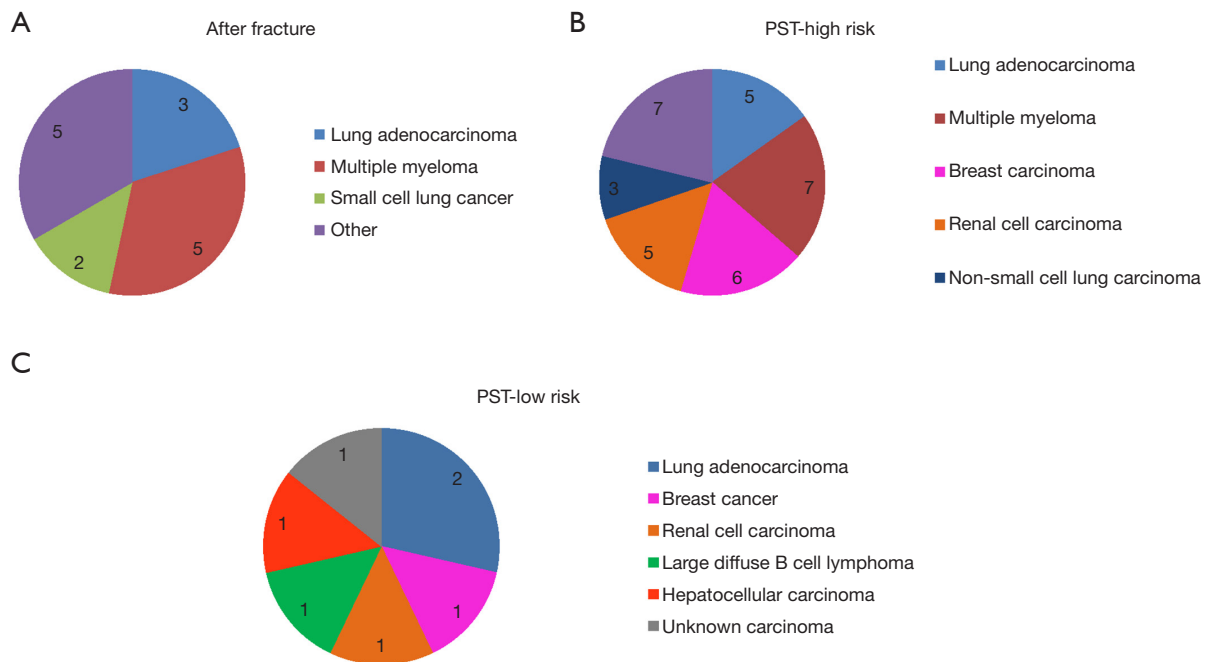 A
After fracture
3
5
2
5
Lung adenocarcinoma
Multiple myeloma
Small cell lung cancer
Other
B
PST-high risk
5
7
6
5
3
7
Lung adenocarcinoma
Multiple myeloma
Breast carcinoma
Renal cell carcinoma
Non-small cell lung carcinoma
C
PST-low risk
2
1
1
1
1
1
Lung adenocarcinoma
Breast cancer
Renal cell carcinoma
Large diffuse B cell lymphoma
Hepatocellular carcinoma
Unknown carcinoma